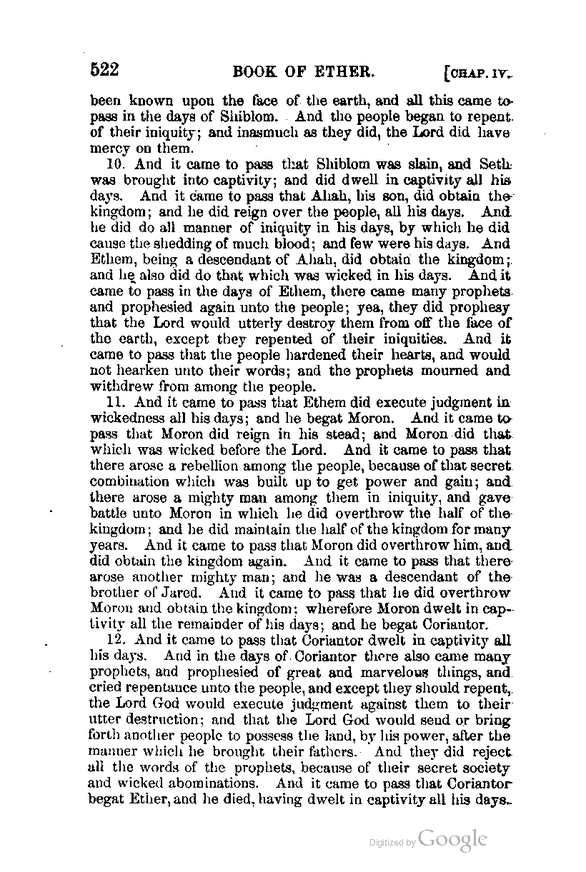 522 BOOK OF ETHER. [CHAP. IV.
been known upon the face of the earth, and all this came to
pass in the days of Shiblom. And the people began to repent
of their iniquity; and inasmuch as they did, the Lord did have
mercy on them.
10. And it came to pass that Shiblom was slain, and Seth
was brought into captivity; and did dwell in captivity all his
days. And it came to pass that Ahah, his son, did obtain the
kingdom; and he did reign over the people, all his days. And
he did do all manner of iniquity in his days, by which he did
cause the shedding of much blood; and few were his days. And
Ethem, being a descendant of Ahah, did obtain the kingdom;
and he also did do that which was wicked in his days. And it
came to pass in the days of Ethem, there came many prophets
and prophesied again unto the people; yea, they did prophesy
that the Lord would utterly destroy them from off the face of
the earth, except they repented of their iniquities. And it
came to pass that the people hardened their hearts, and would
not hearken unto their words; and the prophets mourned and
withdrew from among the people.
11. And it came to pass that Ethem did execute judgment in
wickedness all his days; and he begat Moron. And it came to
pass that Moron did reign in his stead; and Moron did that
which was wicked before the Lord. And it came to pass that
there arose a rebellion among the people, because of that secret
combination which was built up to get power and gain; and
there arose a mighty man among them in iniquity, and gave
battle unto Moron in which he did overthrow the half of the
kingdom; and he did maintain the half of the kingdom for many
years. And it came to pass that Moron did overthrow him, and
did obtain the kingdom again. And it came to pass that there
arose another mighty man; and he was a descendant of the
brother of Jared. And it came to pass that he did overthrow
Moron and obtain the kingdom; wherefore Moron dwelt in cap-
tivity all the remainder of his days; and he begat Coriantor.
12. And it came to pass that Coriantor dwelt in captivity all
his days. And in the days of Coriantor there also came many
prophets, and prophesied of great and marvelous things, and
cried repentance unto the people, and except they should repent,
the Lord God would execute judgment against them to their
utter destruction; and that the Lord God would send or bring
forth another people to possess the land, by his power, after the
manner which he brought their fathers. And they did reject
all the words of the prophets, because of their secret society
and wicked abominations. And it came to pass that Coriantor
begat Ether, and he died, having dwelt in captivity all his days.
Digitized by Google